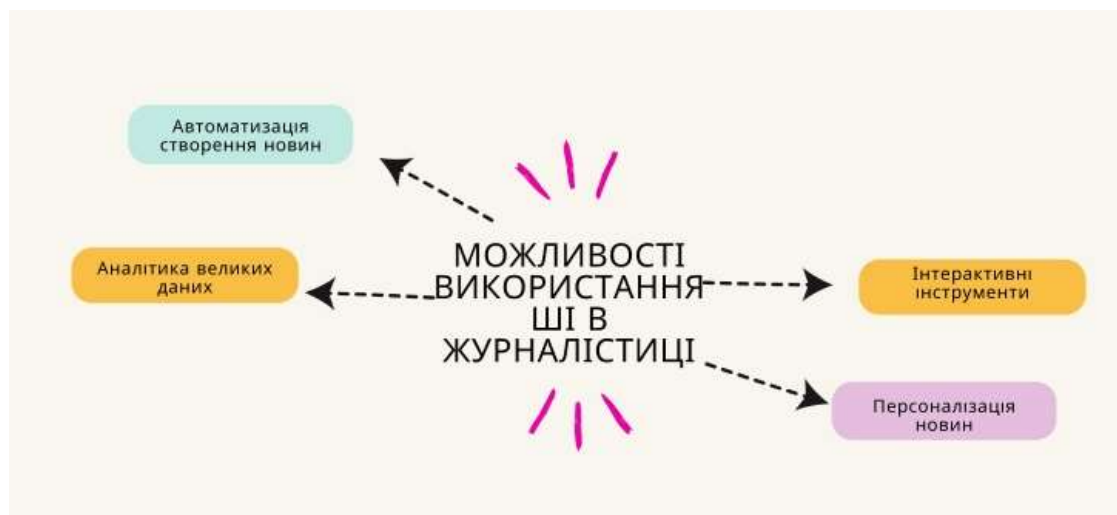 Автоматизація
створення новин
МОЖЛИВОСТІ
ВИКОРИСТАННЯ
ШІ В
ЖУРНАЛІСТИЦІ
Аналітика великих
даних
Інтерактивні
інструменти
Персоналізація
новин